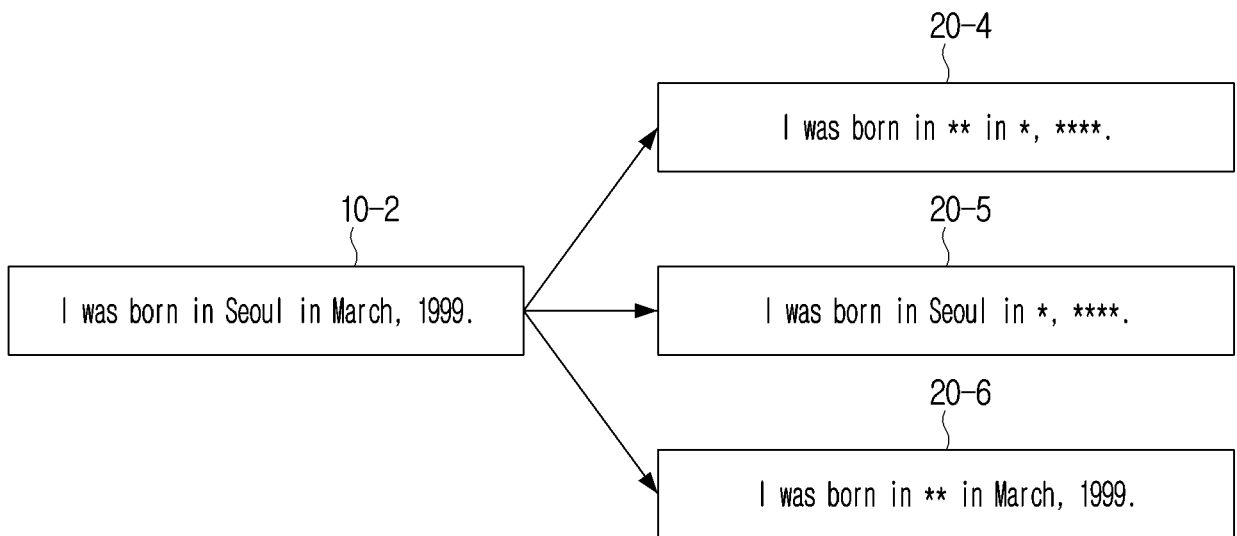 20-4
I was born in ** in *, ****.
10-2
20-5
I was born in Seoul in March, 1999.
I was born in Seoul in *, ****.
20-6
I was born in ** in March, 1999.